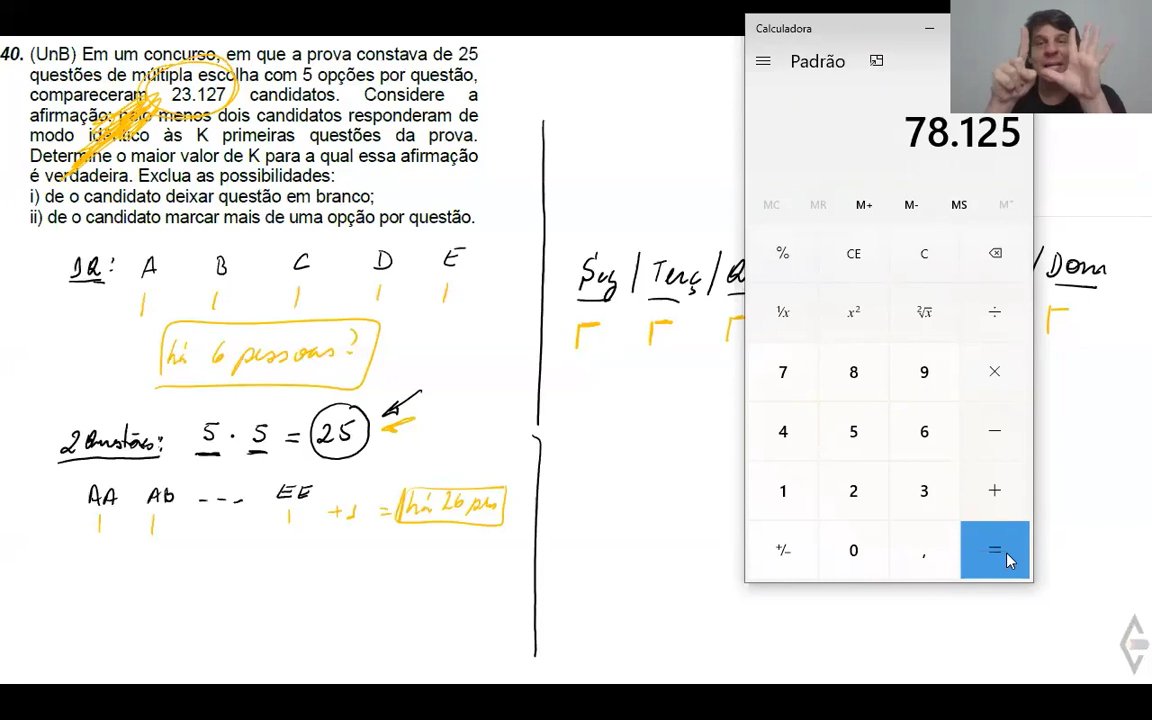 40. (UnB) Em um concurso, em que a prova constava de 25
questões de múltipla escolha com 5 opções por questão,
compareceram 23.127 candidatos. Considere a
afirmação: menos dois candidatos responderam de
modo idêntico às K primeiras questões da prova.
Determine o maior valor de K para a qual essa afirmação
é verdadeira. Exclua as possibilidades:
i) de o candidato deixar questão em branco;
ii) de o candidato marcar mais de uma opção por questão.
1Q: A B C D E
há 6 pessoas?
2 Questões: 5 . 5 = 25
AA AB --- EE +1 = há 26 pes
Seg / Terç / / Dom
Calculadora
Padrão
78.125
MC MR M+ M- MS M˅
% CE C
⅟x x² ²√x ÷
7 8 9 ×
4 5 6 −
1 2 3 +
+/− 0 , =